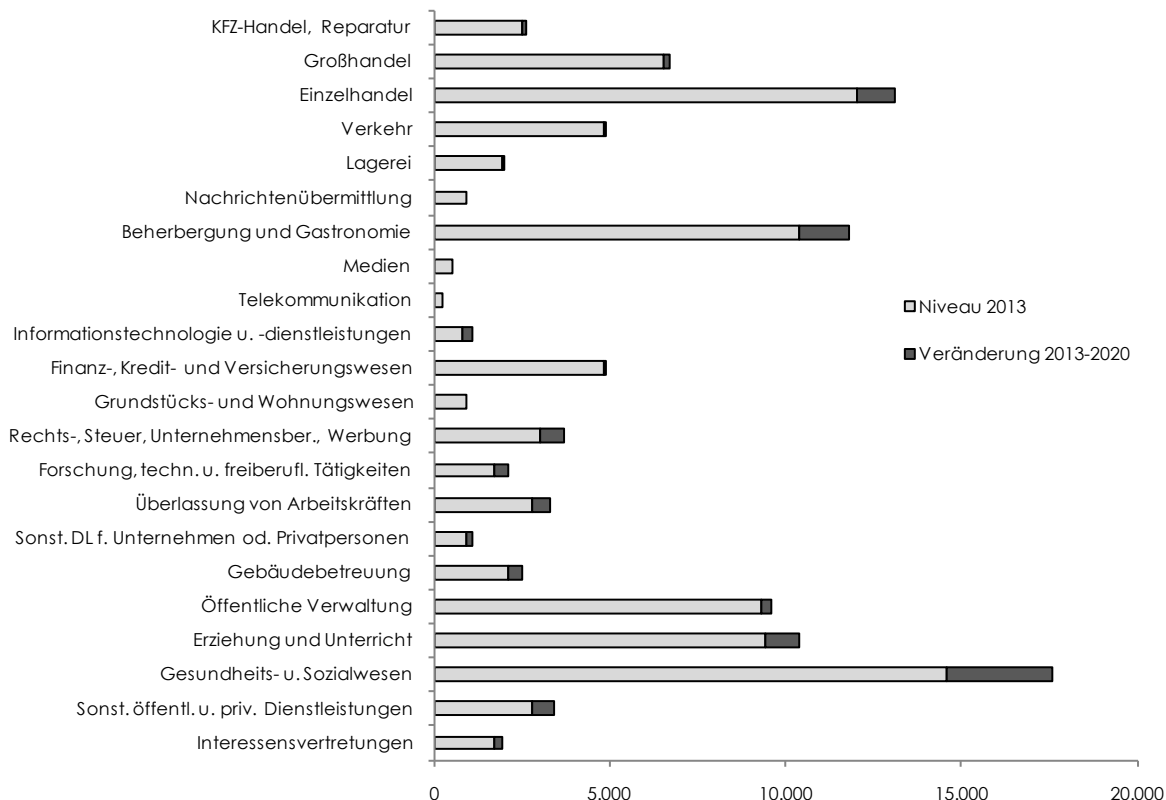 KFZ-Handel, Reparatur
Großhandel
Einzelhandel
Verkehr
Lagerei
Nachrichtenübermittlung
Beherbergung und Gastronomie
Medien
Telekommunikation
Informationstechnologie u. -dienstleistungen
Finanz-, Kredit- und Versicherungswesen
Grundstücks- und Wohnungswesen
Rechts-, Steuer, Unternehmensber., Werbung
Forschung, techn. u. freiberufl. Tätigkeiten
Überlassung von Arbeitskräften
Sonst. DL f. Unternehmen od. Privatpersonen
Gebäudebetreuung
Öffentliche Verwaltung
Erziehung und Unterricht
Gesundheits- u. Sozialwesen
Sonst. öffentl. u. priv. Dienstleistungen
Interessensvertretungen
Niveau 2013
Veränderung 2013-2020
0 5.000 10.000 15.000 20.000